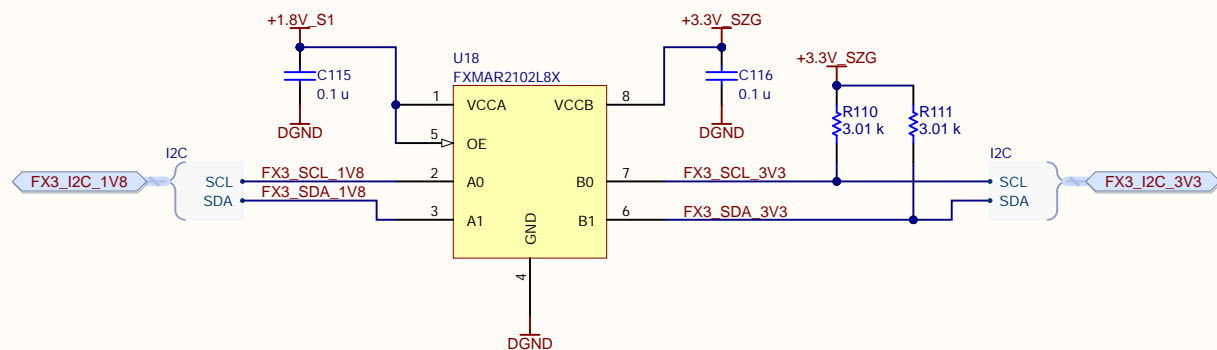 +1.8V_S1
+3.3V_SZG
U18
FXMAR2102L8X
+3.3V_SZG
C115
0.1 u
C116
0.1 u
1
VCCA
VCCB
8
R110
3.01 k
R111
3.01 k
DGND
DGND
5
OE
I2C
I2C
FX3_I2C_1V8
SCL
FX3_SCL_1V8
2
A0
B0
7
FX3_SCL_3V3
SCL
FX3_I2C_3V3
SDA
FX3_SDA_1V8
3
A1
B1
6
FX3_SDA_3V3
SDA
GND
4
DGND